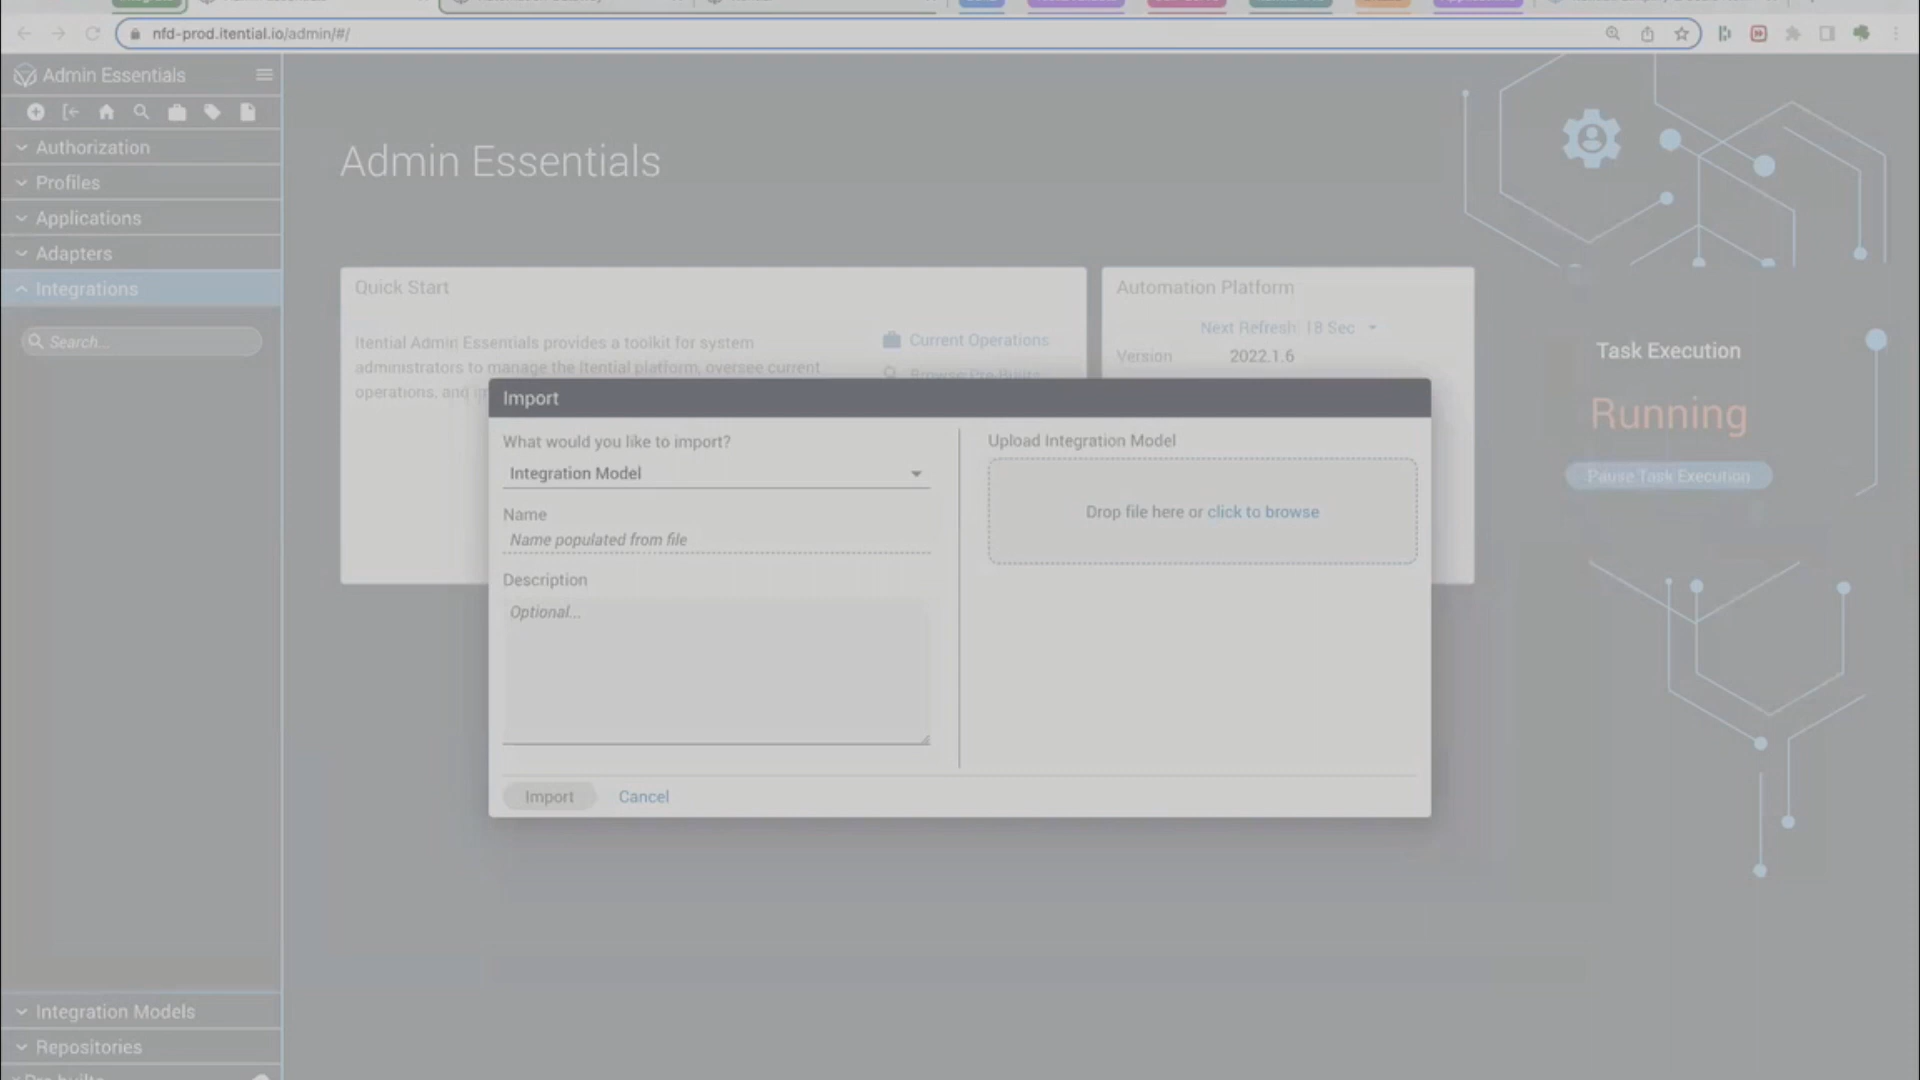 nfd-prod.itential.io/admin/#/
Admin Essentials
Authorization
Profiles
Applications
Adapters
Integrations
Search...
Integration Models
Repositories
Admin Essentials
Quick Start
Itential Admin Essentials provides a toolkit for system
administrators to manage the Itential platform, oversee current
operations, and
Current Operations
Browse Pre-Builts
Automation Platform
Next Refresh: 18 Sec
Version 2022.1.6
Task Execution
Running
Pause Task Execution
Import
What would you like to import?
Integration Model
Name
Name populated from file
Description
Optional...
Upload Integration Model
Drop file here or click to browse
Import Cancel